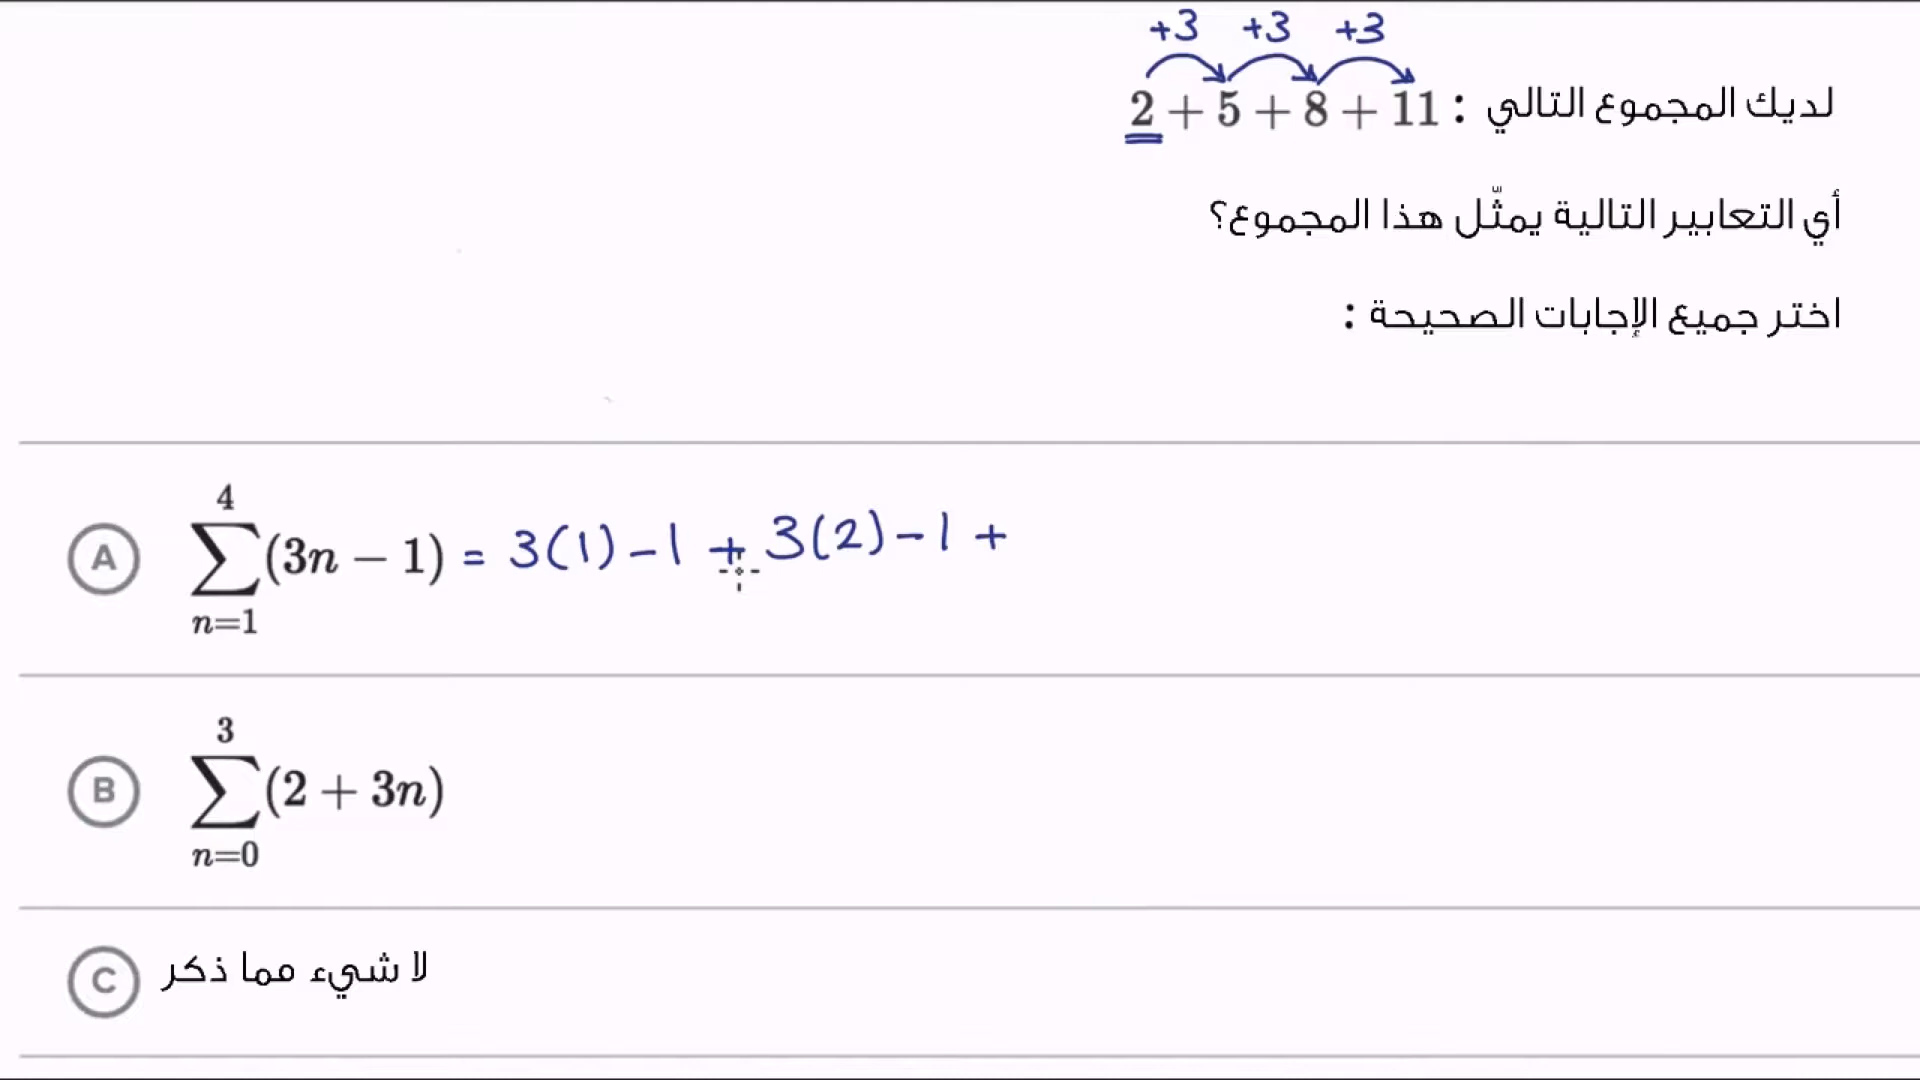 +3 +3 +3
لديك المجموع التالي : 2 + 5 + 8 + 11
أي التعابير التالية يمثّل هذا المجموع؟
اختر جميع الإجابات الصحيحة :
4
A ∑(3n − 1) = 3(1) − 1 + 3(2) − 1 +
n=1
3
B ∑(2 + 3n)
n=0
C لا شيء مما ذكر